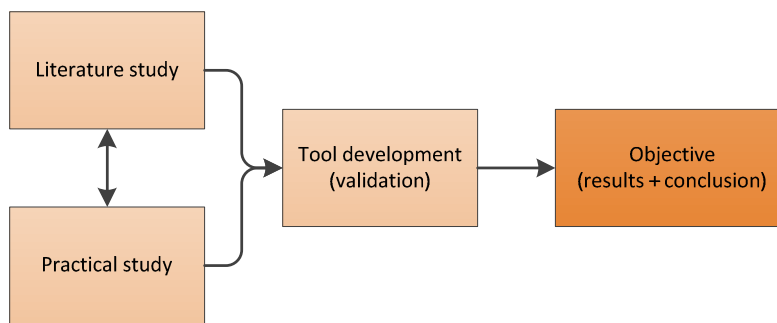 Literature study
Practical study
Tool development
(validation)
Objective
(results + conclusion)